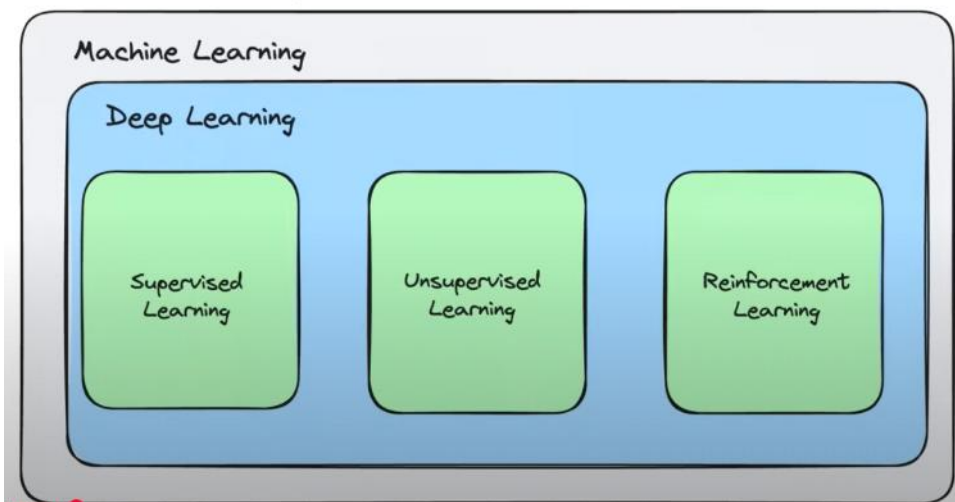 Machine Learning
Deep Learning
Supervised
Learning
Unsupervised
Learning
Reinforcement
Learning